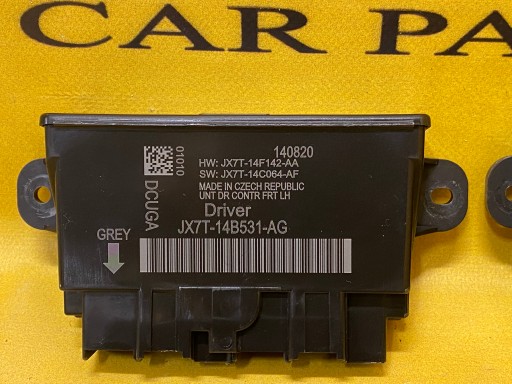 CAR PA
140820
01010
HW: JX7T-14F142-AA
SW: JX7T-14C064-AF
MADE IN CZECH REPUBLIC
UNT DR CONTR FRT LH
DCUGA
Driver
GREY
JX7T-14B531-AG